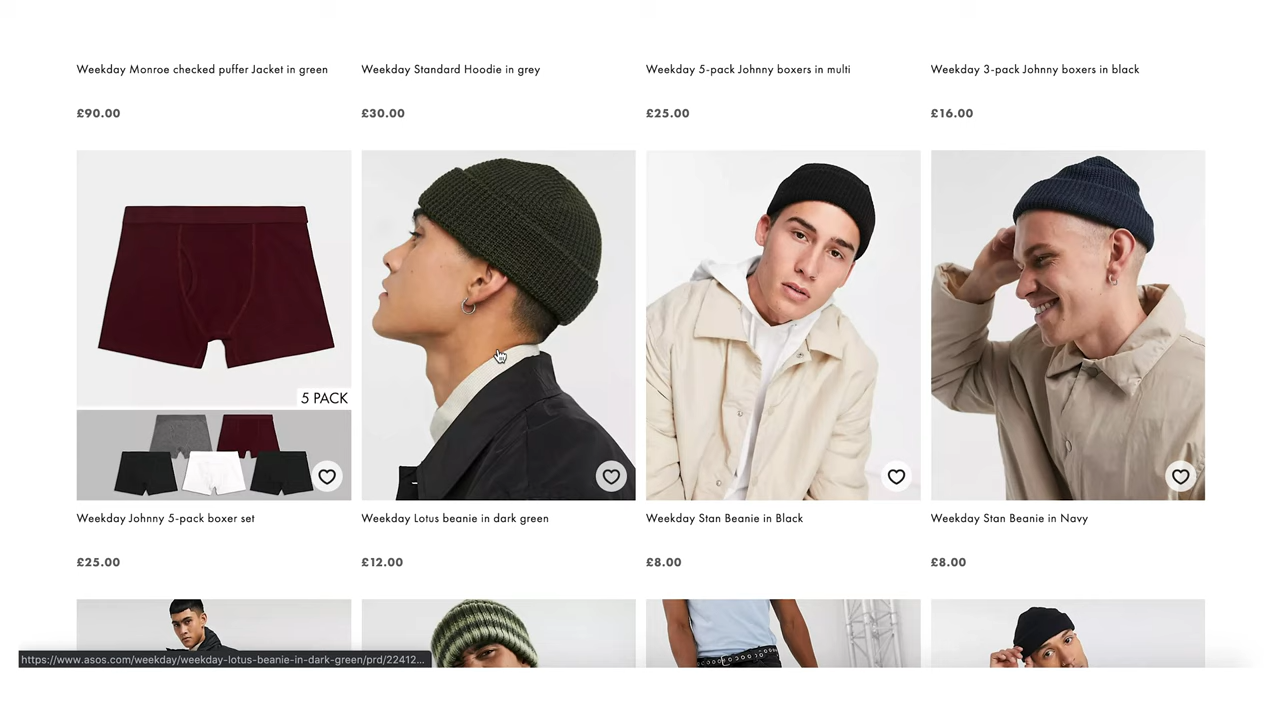 Weekday Monroe checked puffer Jacket in green
Weekday Standard Hoodie in grey
Weekday 5-pack Johnny boxers in multi
Weekday 3-pack Johnny boxers in black
£90.00
£30.00
£25.00
£16.00
5 PACK
Weekday Johnny 5-pack boxer set
Weekday Lotus beanie in dark green
Weekday Stan Beanie in Black
Weekday Stan Beanie in Navy
£25.00
£12.00
£8.00
£8.00
https://www.asos.com/weekday/weekday-lotus-beanie-in-dark-green/prd/22412...